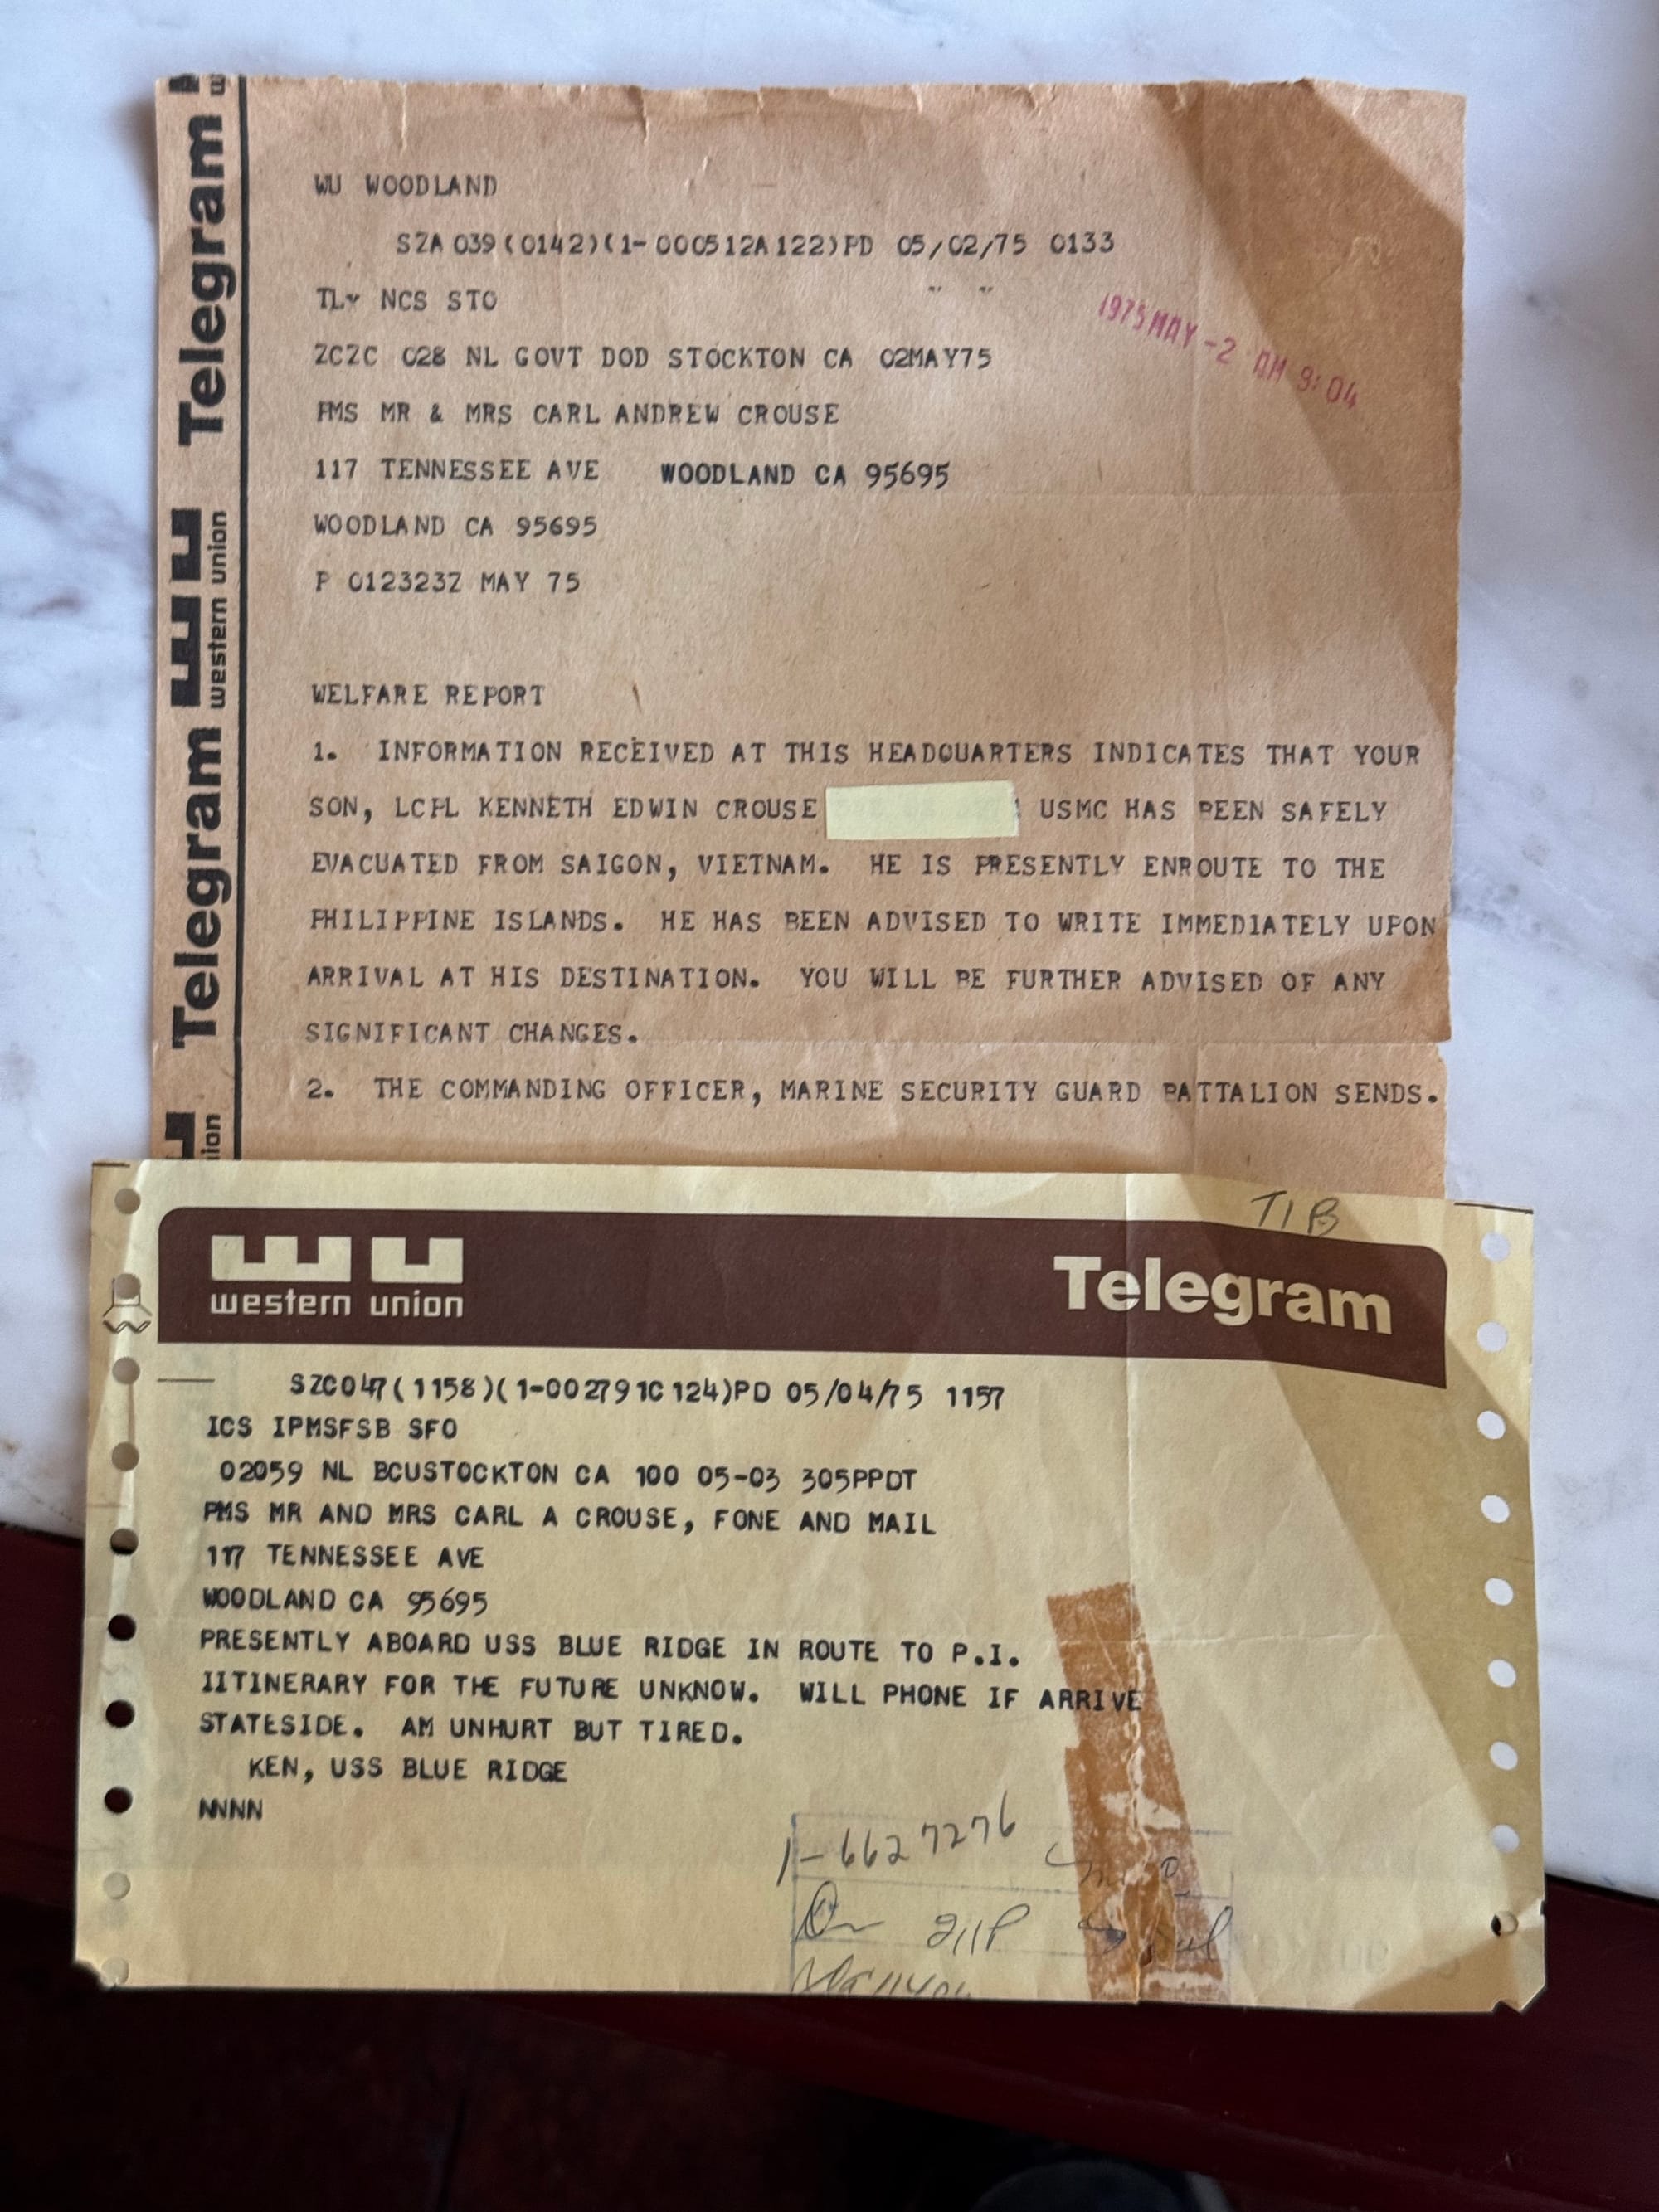 Telegram
western union
Telegram
western union
WU WOODLAND
SZA039(0142)(1-000512A122)PD 05/02/75 0133
NCS STO
1975 MAY -2 AM 9:04
ZCZC 028 NL GOVT DOD STOCKTON CA 02MAY75
PMS MR & MRS CARL ANDREW CROUSE
117 TENNESSEE AVE WOODLAND CA 95695
WOODLAND CA 95695
P 012323Z MAY 75
WELFARE REPORT
1. INFORMATION RECEIVED AT THIS HEADQUARTERS INDICATES THAT YOUR
SON, LCPL KENNETH EDWIN CROUSE USMC HAS BEEN SAFELY
EVACUATED FROM SAIGON, VIETNAM. HE IS PRESENTLY ENROUTE TO THE
PHILIPPINE ISLANDS. HE HAS BEEN ADVISED TO WRITE IMMEDIATELY UPON
ARRIVAL AT HIS DESTINATION. YOU WILL BE FURTHER ADVISED OF ANY
SIGNIFICANT CHANGES.
2. THE COMMANDING OFFICER, MARINE SECURITY GUARD BATTALION SENDS.
TIB
western union
Telegram
SZC047(1158)(1-002791C124)PD 05/04/75 1157
ICS IPMSFSB SFO
02059 NL BCUSTOCKTON CA 100 05-03 305PPDT
PMS MR AND MRS CARL A CROUSE, FONE AND MAIL
117 TENNESSEE AVE
WOODLAND CA 95695
PRESENTLY ABOARD USS BLUE RIDGE IN ROUTE TO P.I.
IITINERARY FOR THE FUTURE UNKNOW. WILL PHONE IF ARRIVE
STATESIDE. AM UNHURT BUT TIRED.
KEN, USS BLUE RIDGE
NNNN
1-662 7276
211P